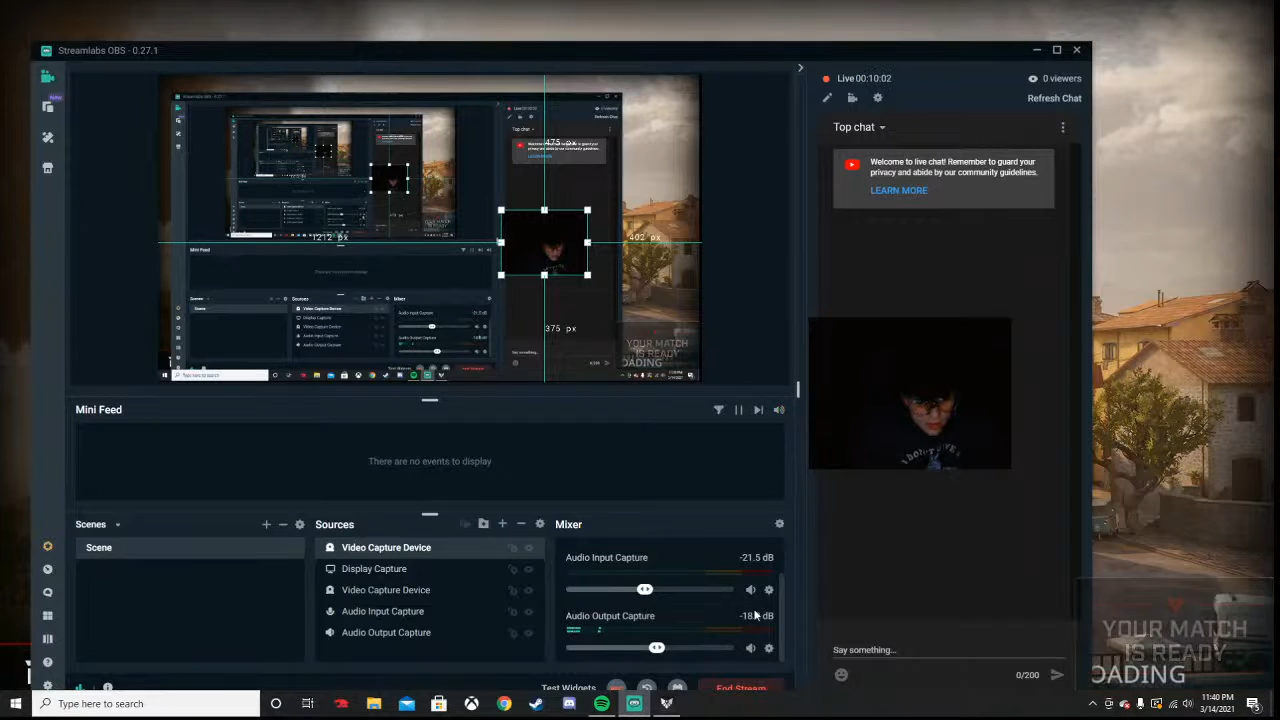 Streamlabs OBS - 0.27.1
New
Live 00:10:02
0 viewers
Refresh Chat
Top chat
Welcome to live chat! Remember to guard your
privacy and abide by our community guidelines.
LEARN MORE
475 px
1212 px
402 px
375 px
Mini Feed
There are no events to display
Scenes
Scene
Sources
Video Capture Device
Display Capture
Video Capture Device
Audio Input Capture
Audio Output Capture
Mixer
Audio Input Capture
-21.5 dB
Audio Output Capture
dB
Test Widgets
End Stream
Say something...
0/200
YOUR MATCH
IS READY
OADING
Type here to search
11:40 PM
3/14/2021